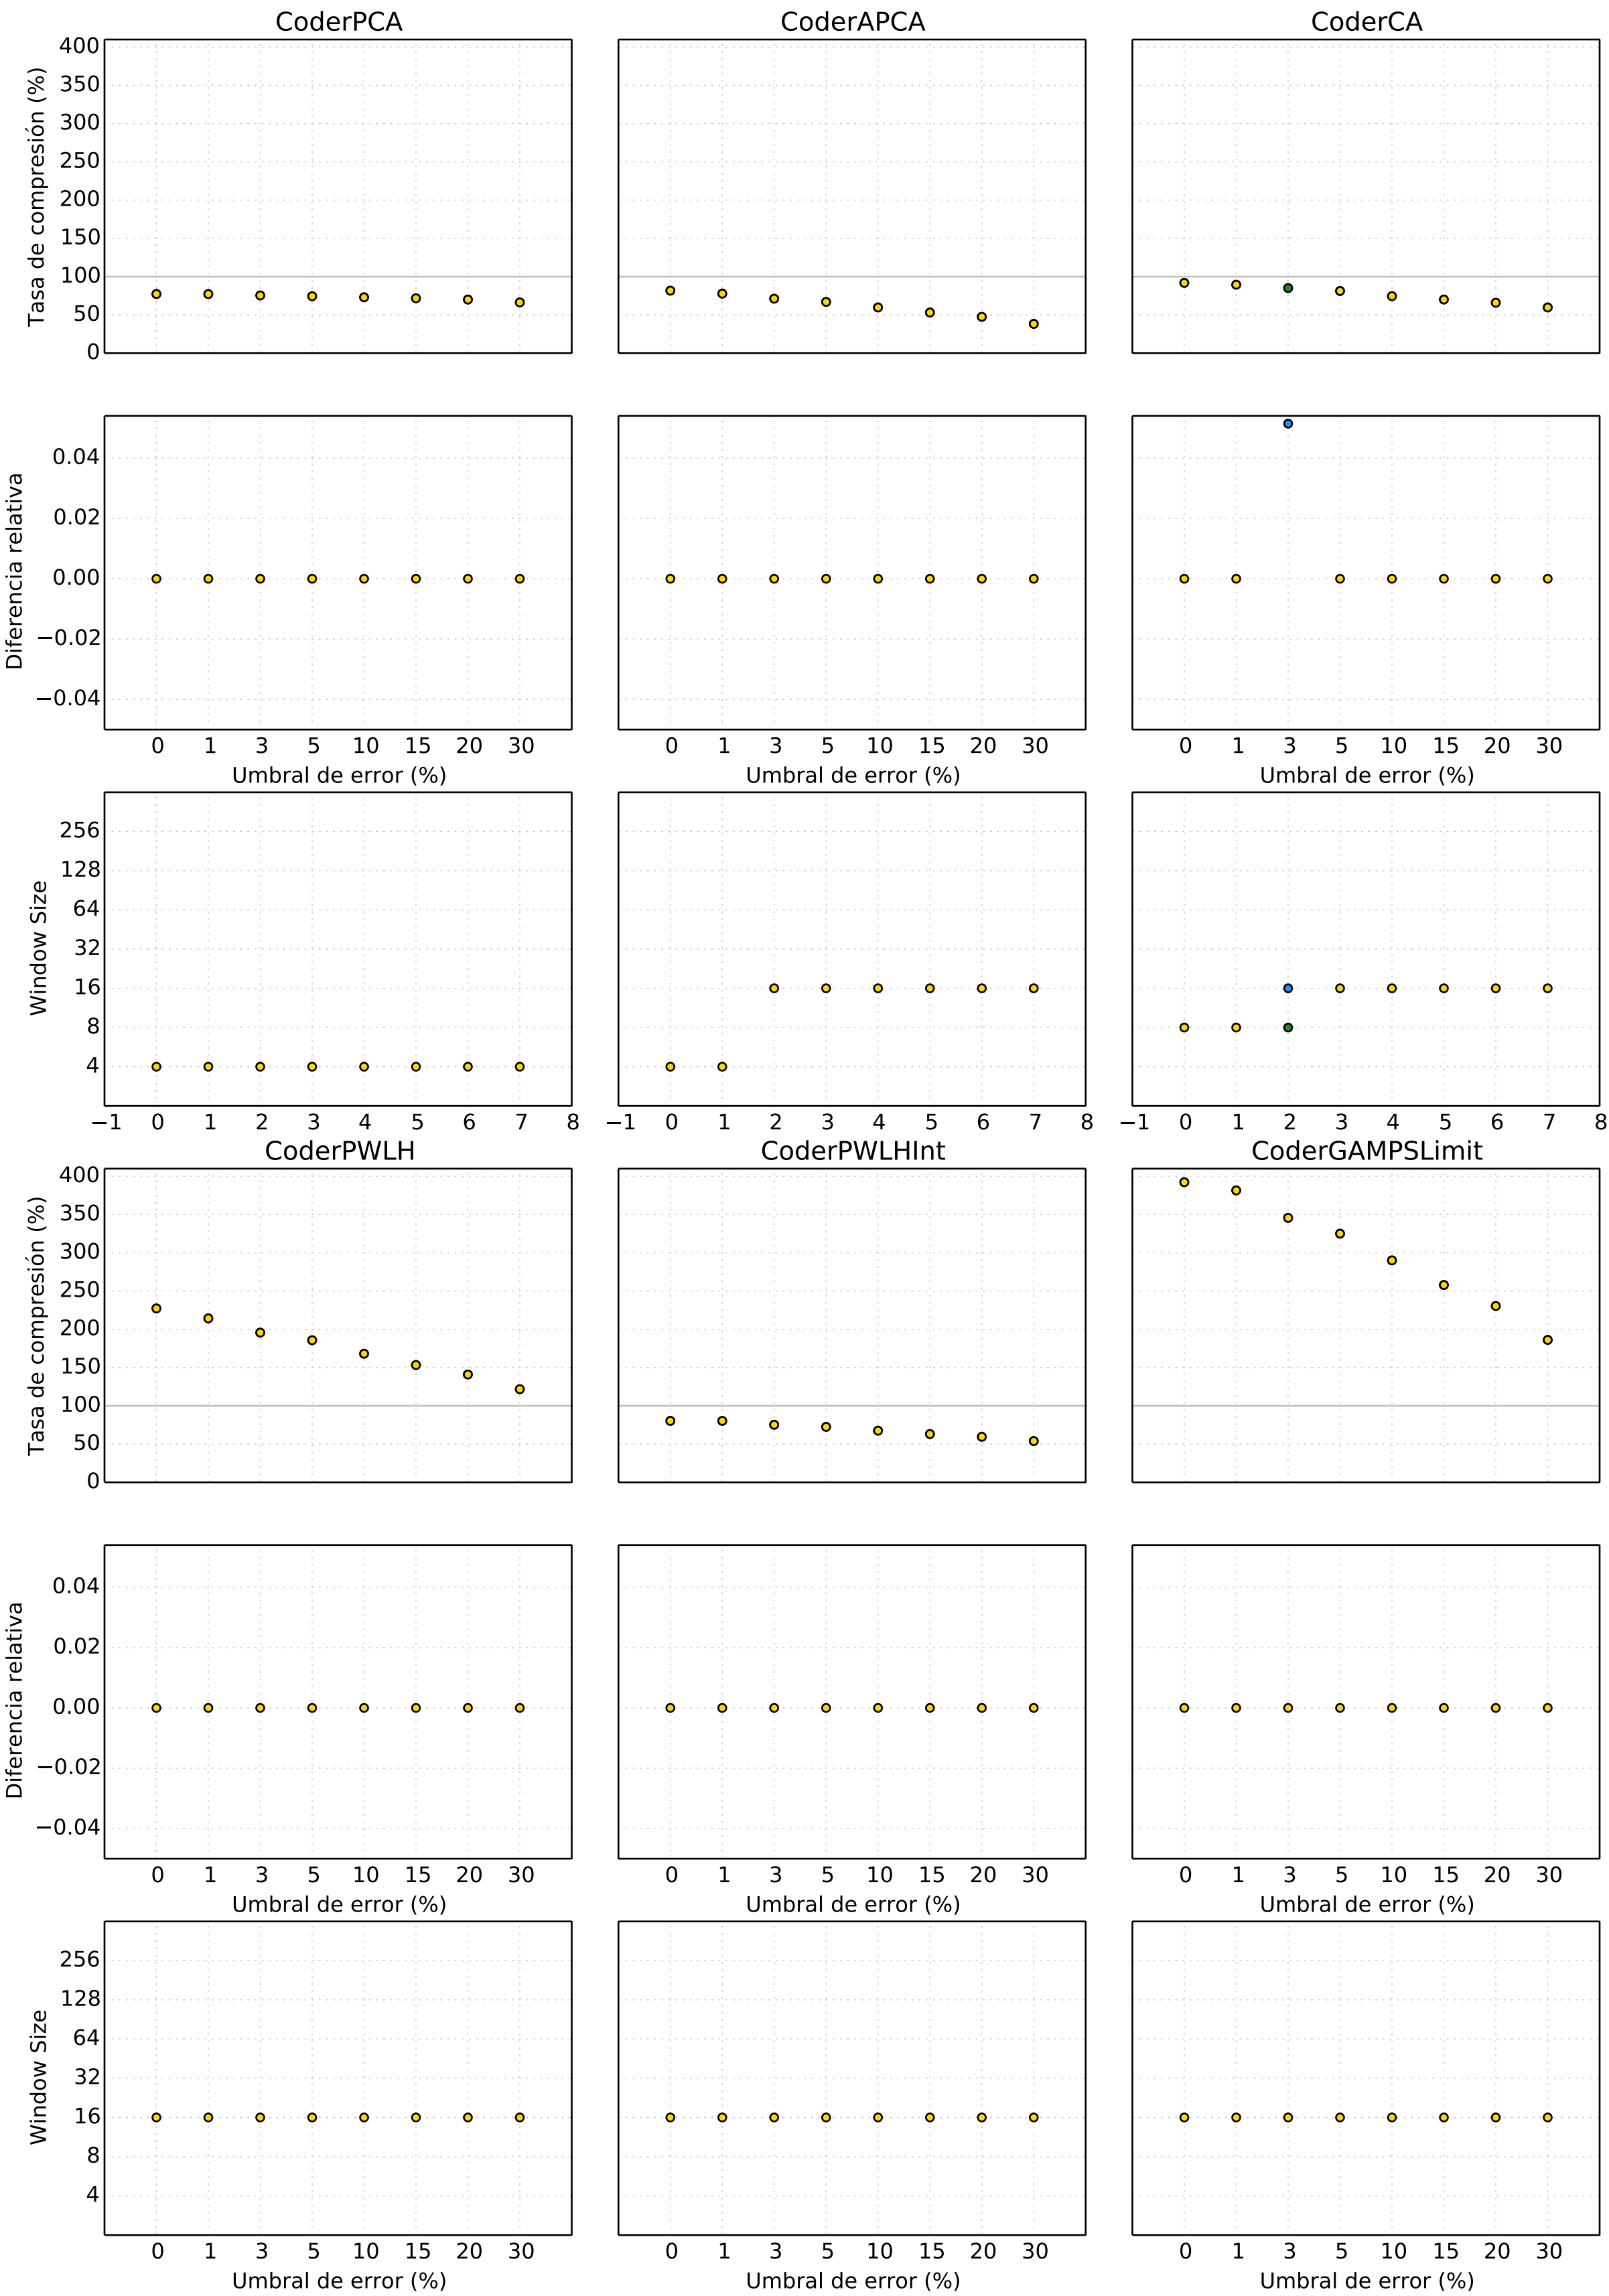 CoderPCA CoderAPCA CoderCA
Tasa de compresión (%)
400
350
300
250
200
150
100
50
0
Diferencia relativa
0.04
0.02
0.00
−0.02
−0.04
0 1 3 5 10 15 20 30 0 1 3 5 10 15 20 30 0 1 3 5 10 15 20 30
Umbral de error (%) Umbral de error (%) Umbral de error (%)
Window Size
256
128
64
32
16
8
4
−1 0 1 2 3 4 5 6 7 8 −1 0 1 2 3 4 5 6 7 8 −1 0 1 2 3 4 5 6 7 8
CoderPWLH CoderPWLHInt CoderGAMPSLimit
Tasa de compresión (%)
400
350
300
250
200
150
100
50
0
Diferencia relativa
0.04
0.02
0.00
−0.02
−0.04
0 1 3 5 10 15 20 30 0 1 3 5 10 15 20 30 0 1 3 5 10 15 20 30
Umbral de error (%) Umbral de error (%) Umbral de error (%)
Window Size
256
128
64
32
16
8
4
0 1 3 5 10 15 20 30 0 1 3 5 10 15 20 30 0 1 3 5 10 15 20 30
Umbral de error (%) Umbral de error (%) Umbral de error (%)